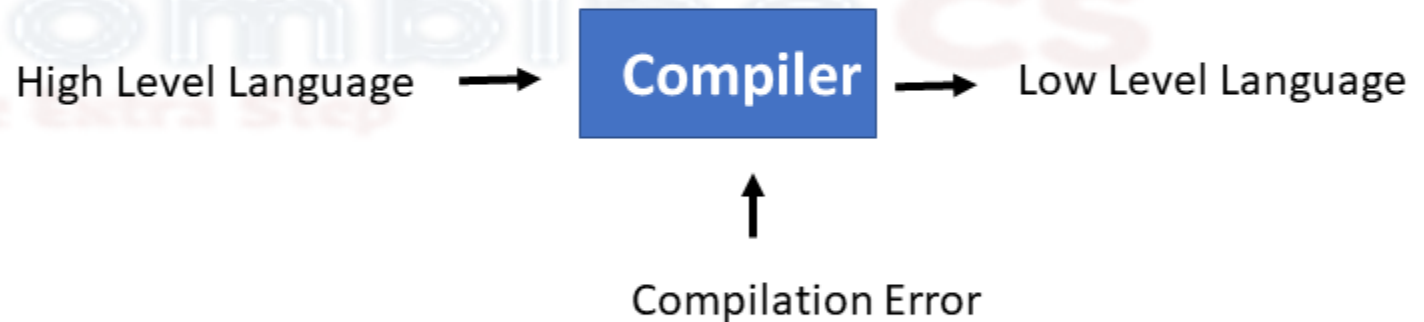 High Level Language
Compiler
Low Level Language
Compilation Error